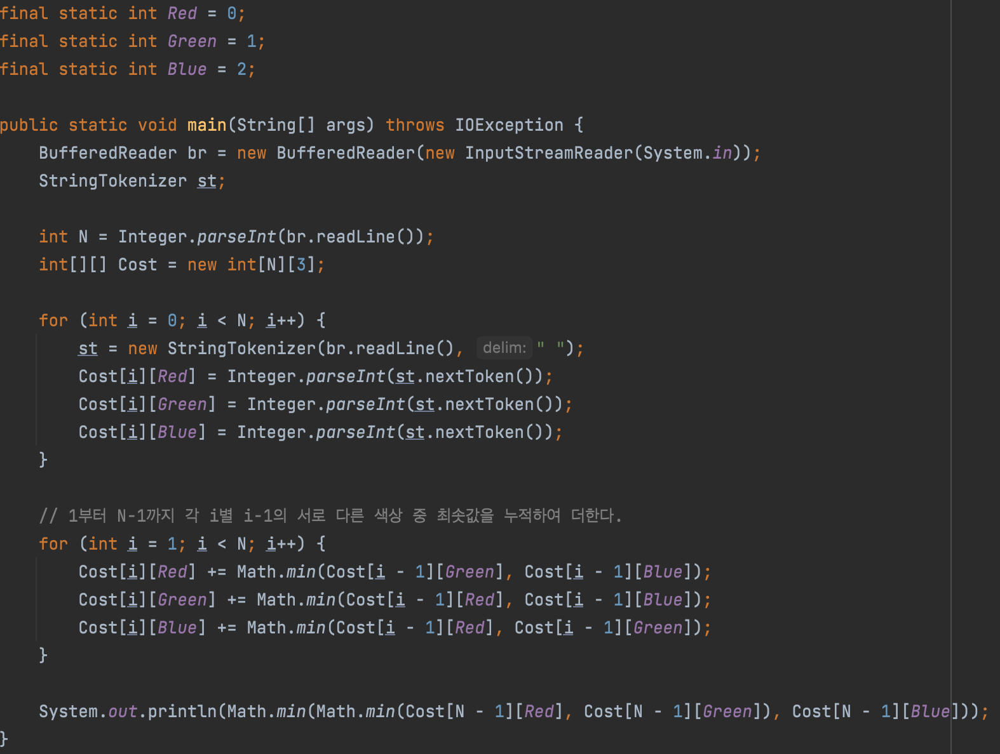 final static int Red = 0;
final static int Green = 1;
final static int Blue = 2;
public static void main(String[] args) throws IOException {
BufferedReader br = new BufferedReader(new InputStreamReader(System.in));
StringTokenizer st;
int N = Integer.parseInt(br.readLine());
int[][] Cost = new int[N][3];
for (int i = 0; i < N; i++) {
st = new StringTokenizer(br.readLine(), delim: " ");
Cost[i][Red] = Integer.parseInt(st.nextToken());
Cost[i][Green] = Integer.parseInt(st.nextToken());
Cost[i][Blue] = Integer.parseInt(st.nextToken());
}
// 1부터 N-1까지 각 i별 i-1의 서로 다른 색상 중 최솟값을 누적하여 더한다.
for (int i = 1; i < N; i++) {
Cost[i][Red] += Math.min(Cost[i - 1][Green], Cost[i - 1][Blue]);
Cost[i][Green] += Math.min(Cost[i - 1][Red], Cost[i - 1][Blue]);
Cost[i][Blue] += Math.min(Cost[i - 1][Red], Cost[i - 1][Green]);
}
System.out.println(Math.min(Math.min(Cost[N - 1][Red], Cost[N - 1][Green]), Cost[N - 1][Blue]));
}